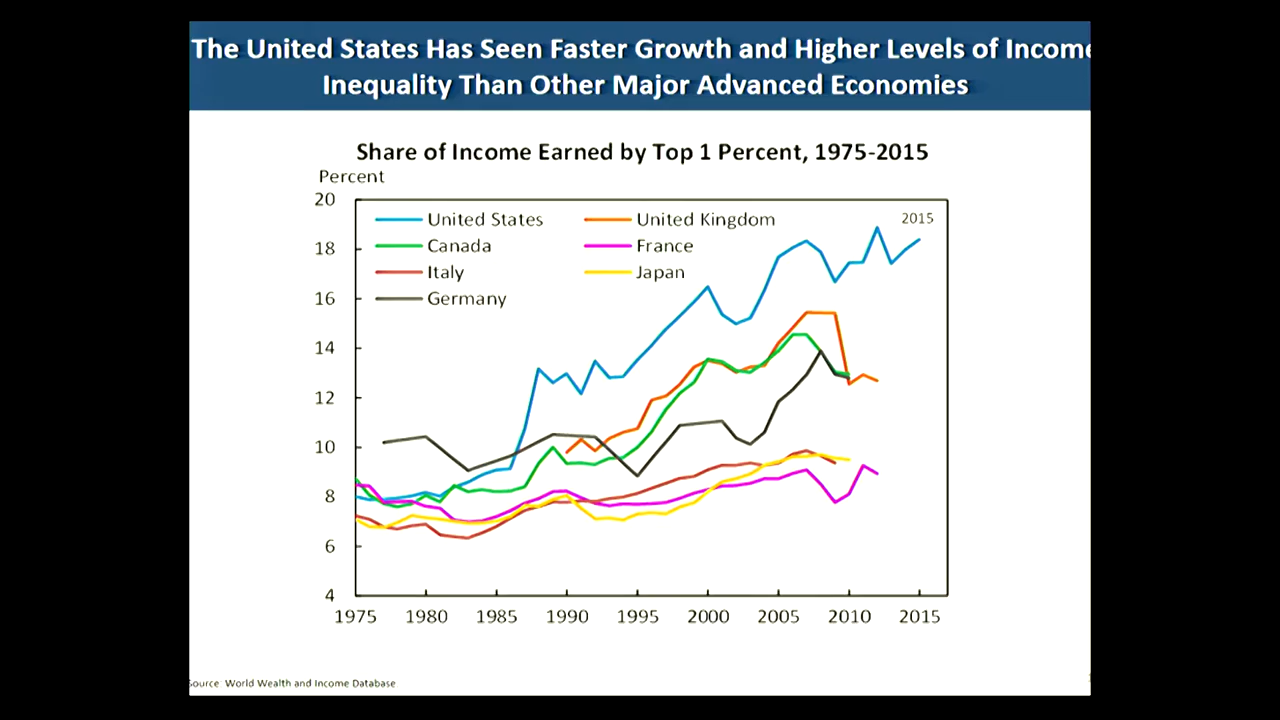 The United States Has Seen Faster Growth and Higher Levels of Income
Inequality Than Other Major Advanced Economies
Share of Income Earned by Top 1 Percent, 1975-2015
Percent
20
18
16
14
12
10
8
6
4
United States
United Kingdom
Canada
France
Italy
Japan
Germany
2015
1975 1980 1985 1990 1995 2000 2005 2010 2015
Source: World Wealth and Income Database